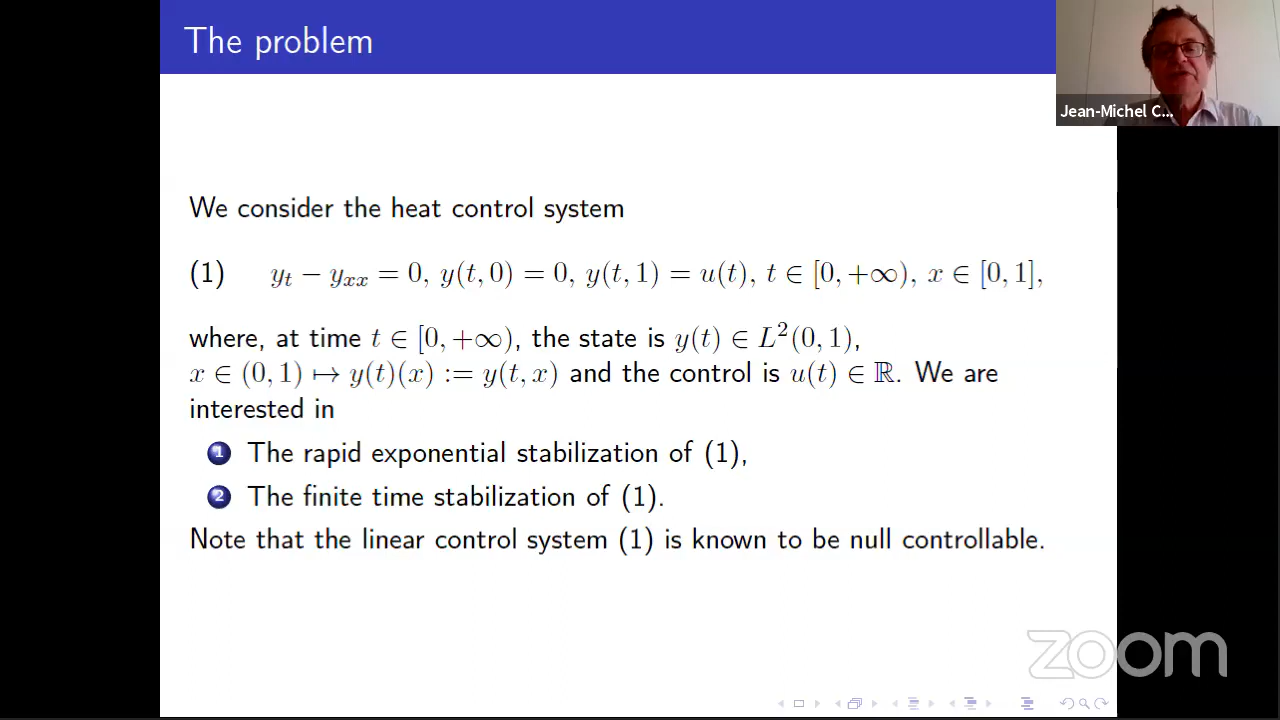 The problem
Jean-Michel C...
We consider the heat control system
(1) y_t − y_{xx} = 0, y(t, 0) = 0, y(t, 1) = u(t), t ∈ [0, +∞), x ∈ [0, 1],
where, at time t ∈ [0, +∞), the state is y(t) ∈ L²(0, 1),
x ∈ (0, 1) ↦ y(t)(x) := y(t, x) and the control is u(t) ∈ ℝ. We are
interested in
1 The rapid exponential stabilization of (1),
2 The finite time stabilization of (1).
Note that the linear control system (1) is known to be null controllable.
zoom